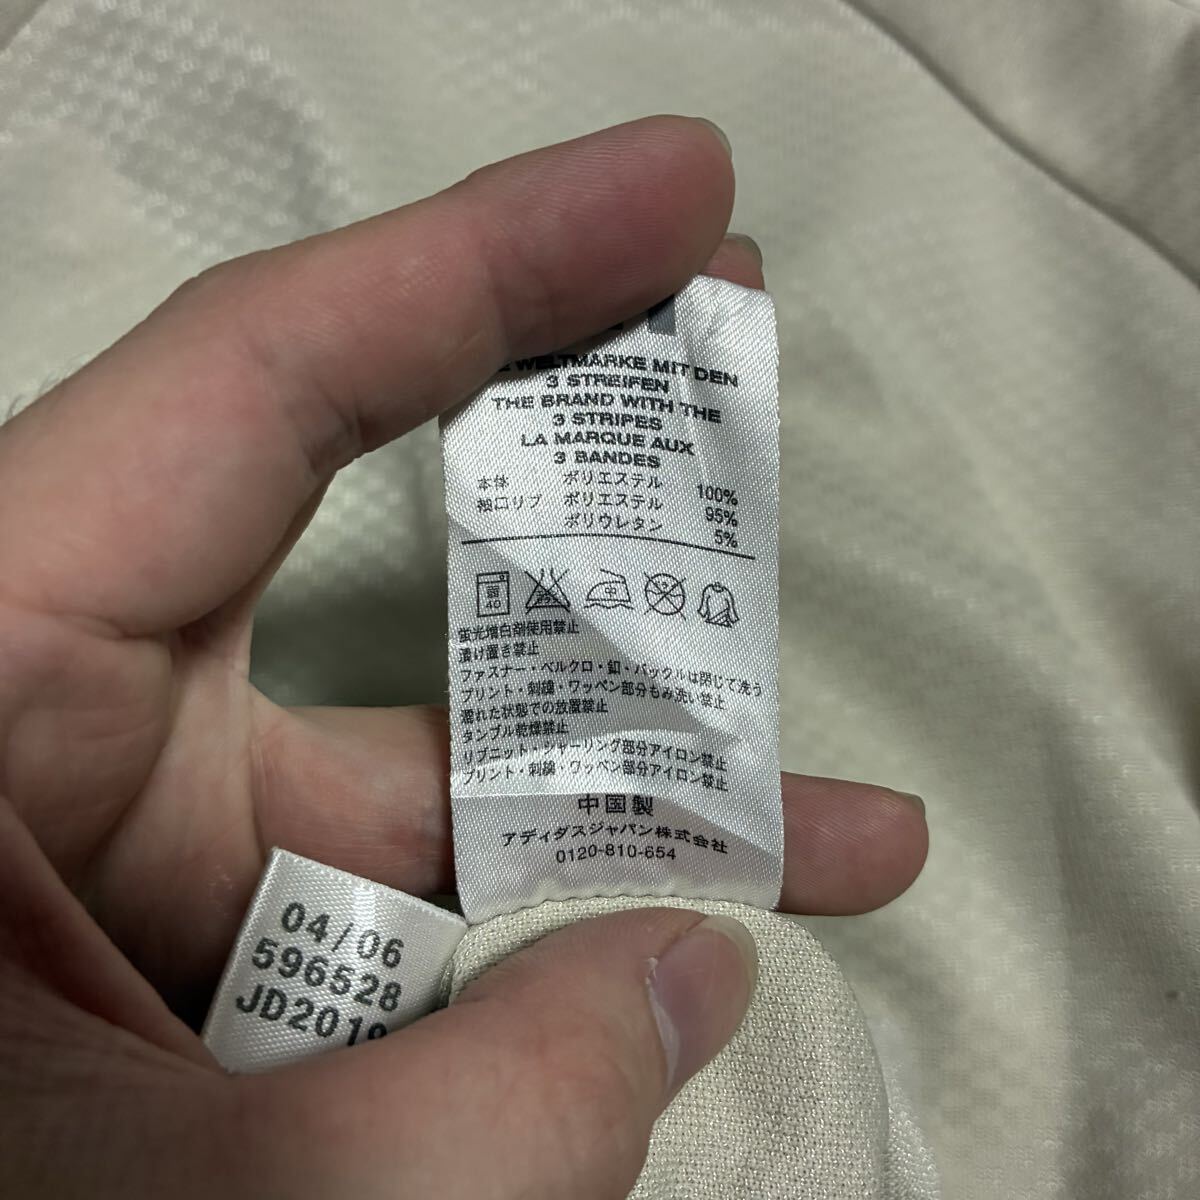 WELTMARKE MIT DEN
3 STREIFEN
THE BRAND WITH THE
3 STRIPES
LA MARQUE AUX
3 BANDES
本体 ポリエステル 100%
袖口リブ ポリエステル 95%
ポリウレタン 5%
弱 40 中
蛍光増白剤使用禁止
漬け置き禁止
ファスナー・ベルクロ・釦・バックルは閉じて洗う
プリント・刺繍・ワッペン部分もみ洗い禁止
濡れた状態での放置禁止
タンブル乾燥禁止
リブニット・シャーリング部分アイロン禁止
プリント・刺繍・ワッペン部分アイロン禁止
中国製
アディダスジャパン株式会社
0120-810-654
04/06
596528
JD2019